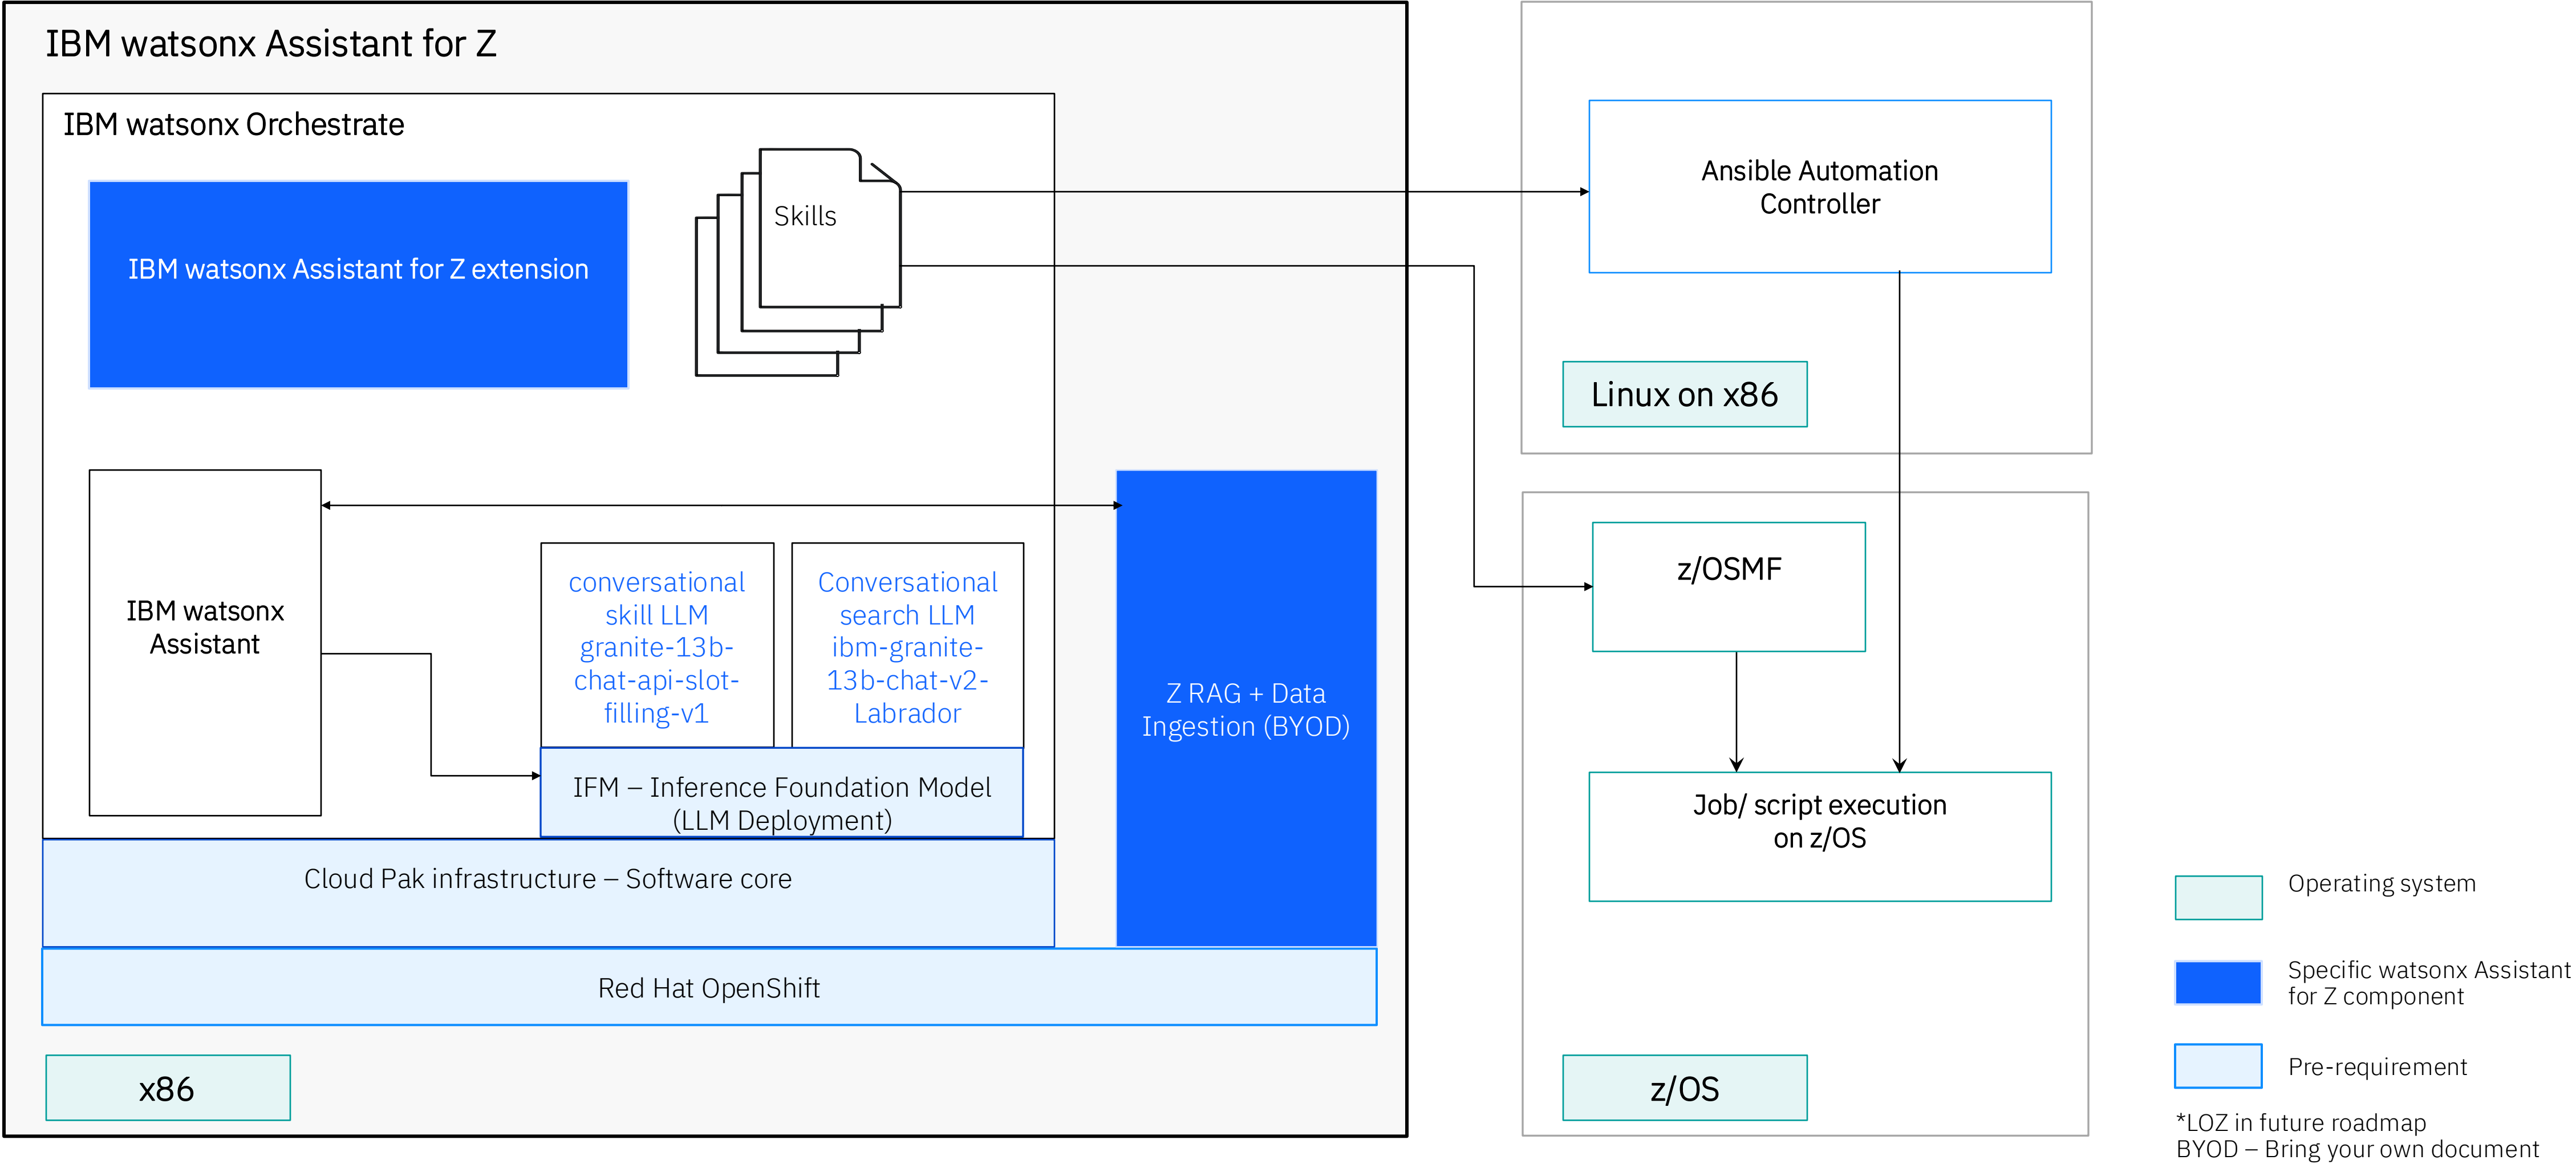 IBM watsonx Assistant for Z
IBM watsonx Orchestrate
IBM watsonx Assistant for Z extension
Skills
IBM watsonx
Assistant
conversational
skill LLM
granite-13b-
chat-api-slot-
filling-v1
Conversational
search LLM
ibm-granite-
13b-chat-v2-
Labrador
IFM – Inference Foundation Model
(LLM Deployment)
Z RAG + Data
Ingestion (BYOD)
Cloud Pak infrastructure – Software core
Red Hat OpenShift
x86
Ansible Automation
Controller
Linux on x86
z/OSMF
Job/ script execution
on z/OS
z/OS
Operating system
Specific watsonx Assistant
for Z component
Pre-requirement
*LOZ in future roadmap
BYOD – Bring your own document